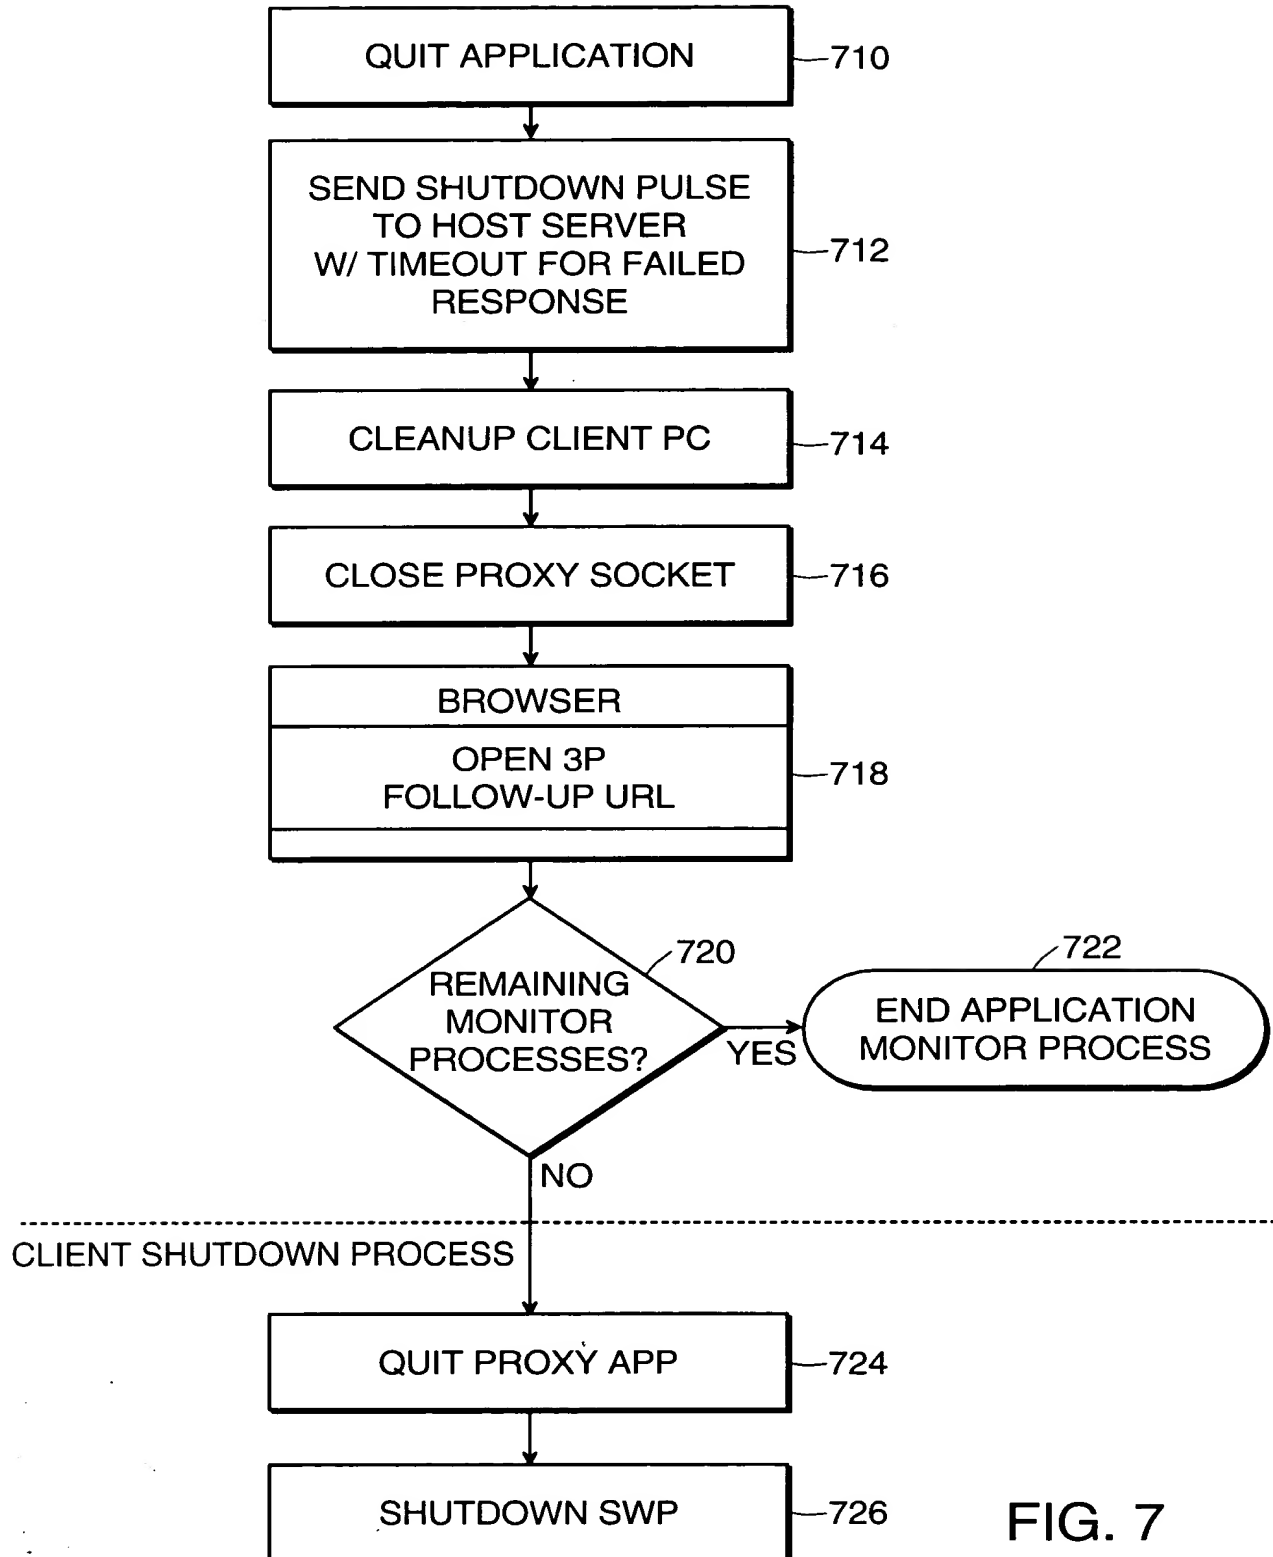 QUIT APPLICATION
710
SEND SHUTDOWN PULSE
TO HOST SERVER
W/ TIMEOUT FOR FAILED
RESPONSE
712
CLEANUP CLIENT PC
714
CLOSE PROXY SOCKET
716
BROWSER
OPEN 3P
FOLLOW-UP URL
718
720
REMAINING
MONITOR
PROCESSES?
YES
722
END APPLICATION
MONITOR PROCESS
NO
CLIENT SHUTDOWN PROCESS
QUIT PROXY APP
724
SHUTDOWN SWP
726
FIG. 7